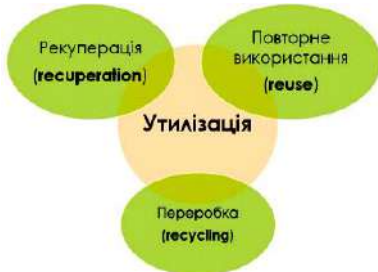 Рекуперація
(recuperation)
Повторне
використання
(reuse)
Утилізація
Переробка
(recycling)